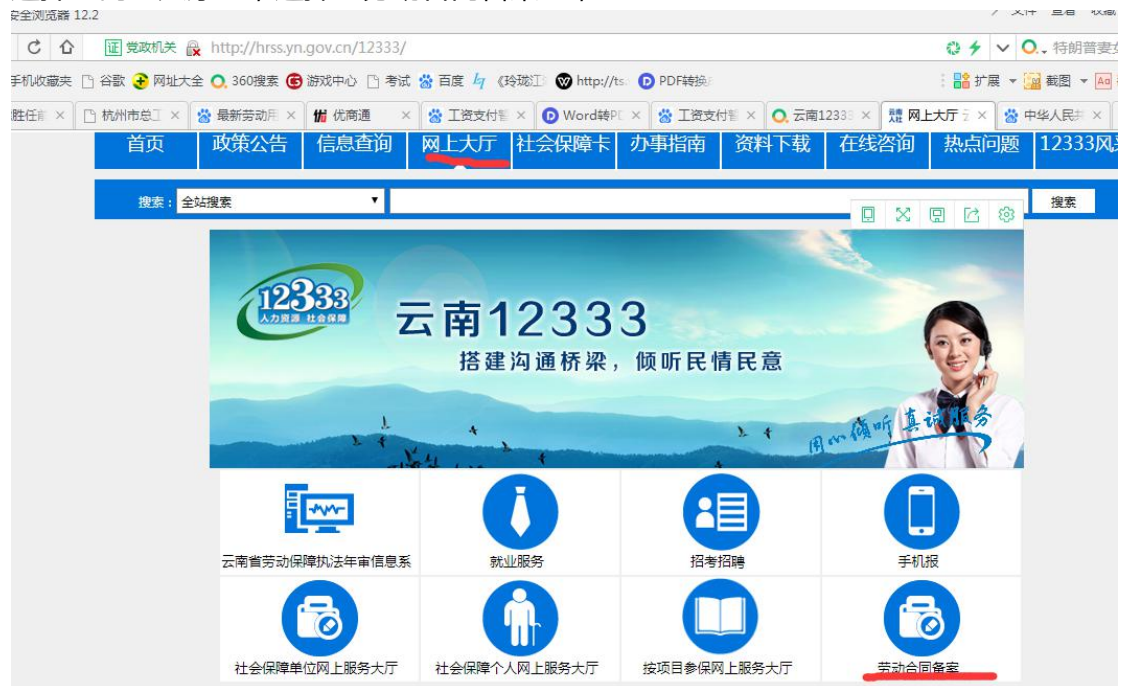 安全浏览器 12.2
文件 查看 收藏
证 党政机关 http://hrss.yn.gov.cn/12333/
特朗普妻
手机收藏夹 谷歌 网址大全 360搜索 游戏中心 考试 百度 《玲珑江 http://ts. PDF转换 扩展 截图
胜任 杭州市总工 最新劳动 优商通 工资支付 Word转P 工资支付 云南1233 网上大厅 中华人民
首页 政策公告 信息查询 网上大厅 社会保障卡 办事指南 资料下载 在线咨询 热点问题 12333风
搜索：全站搜索 搜索
12333
人力资源 社会保障
云南12333
搭建沟通桥梁，倾听民情民意
用心倾听 真诚服务
云南省劳动保障执法年审信息系 就业服务 招考招聘 手机报
社会保障单位网上服务大厅 社会保障个人网上服务大厅 按项目参保网上服务大厅 劳动合同备案